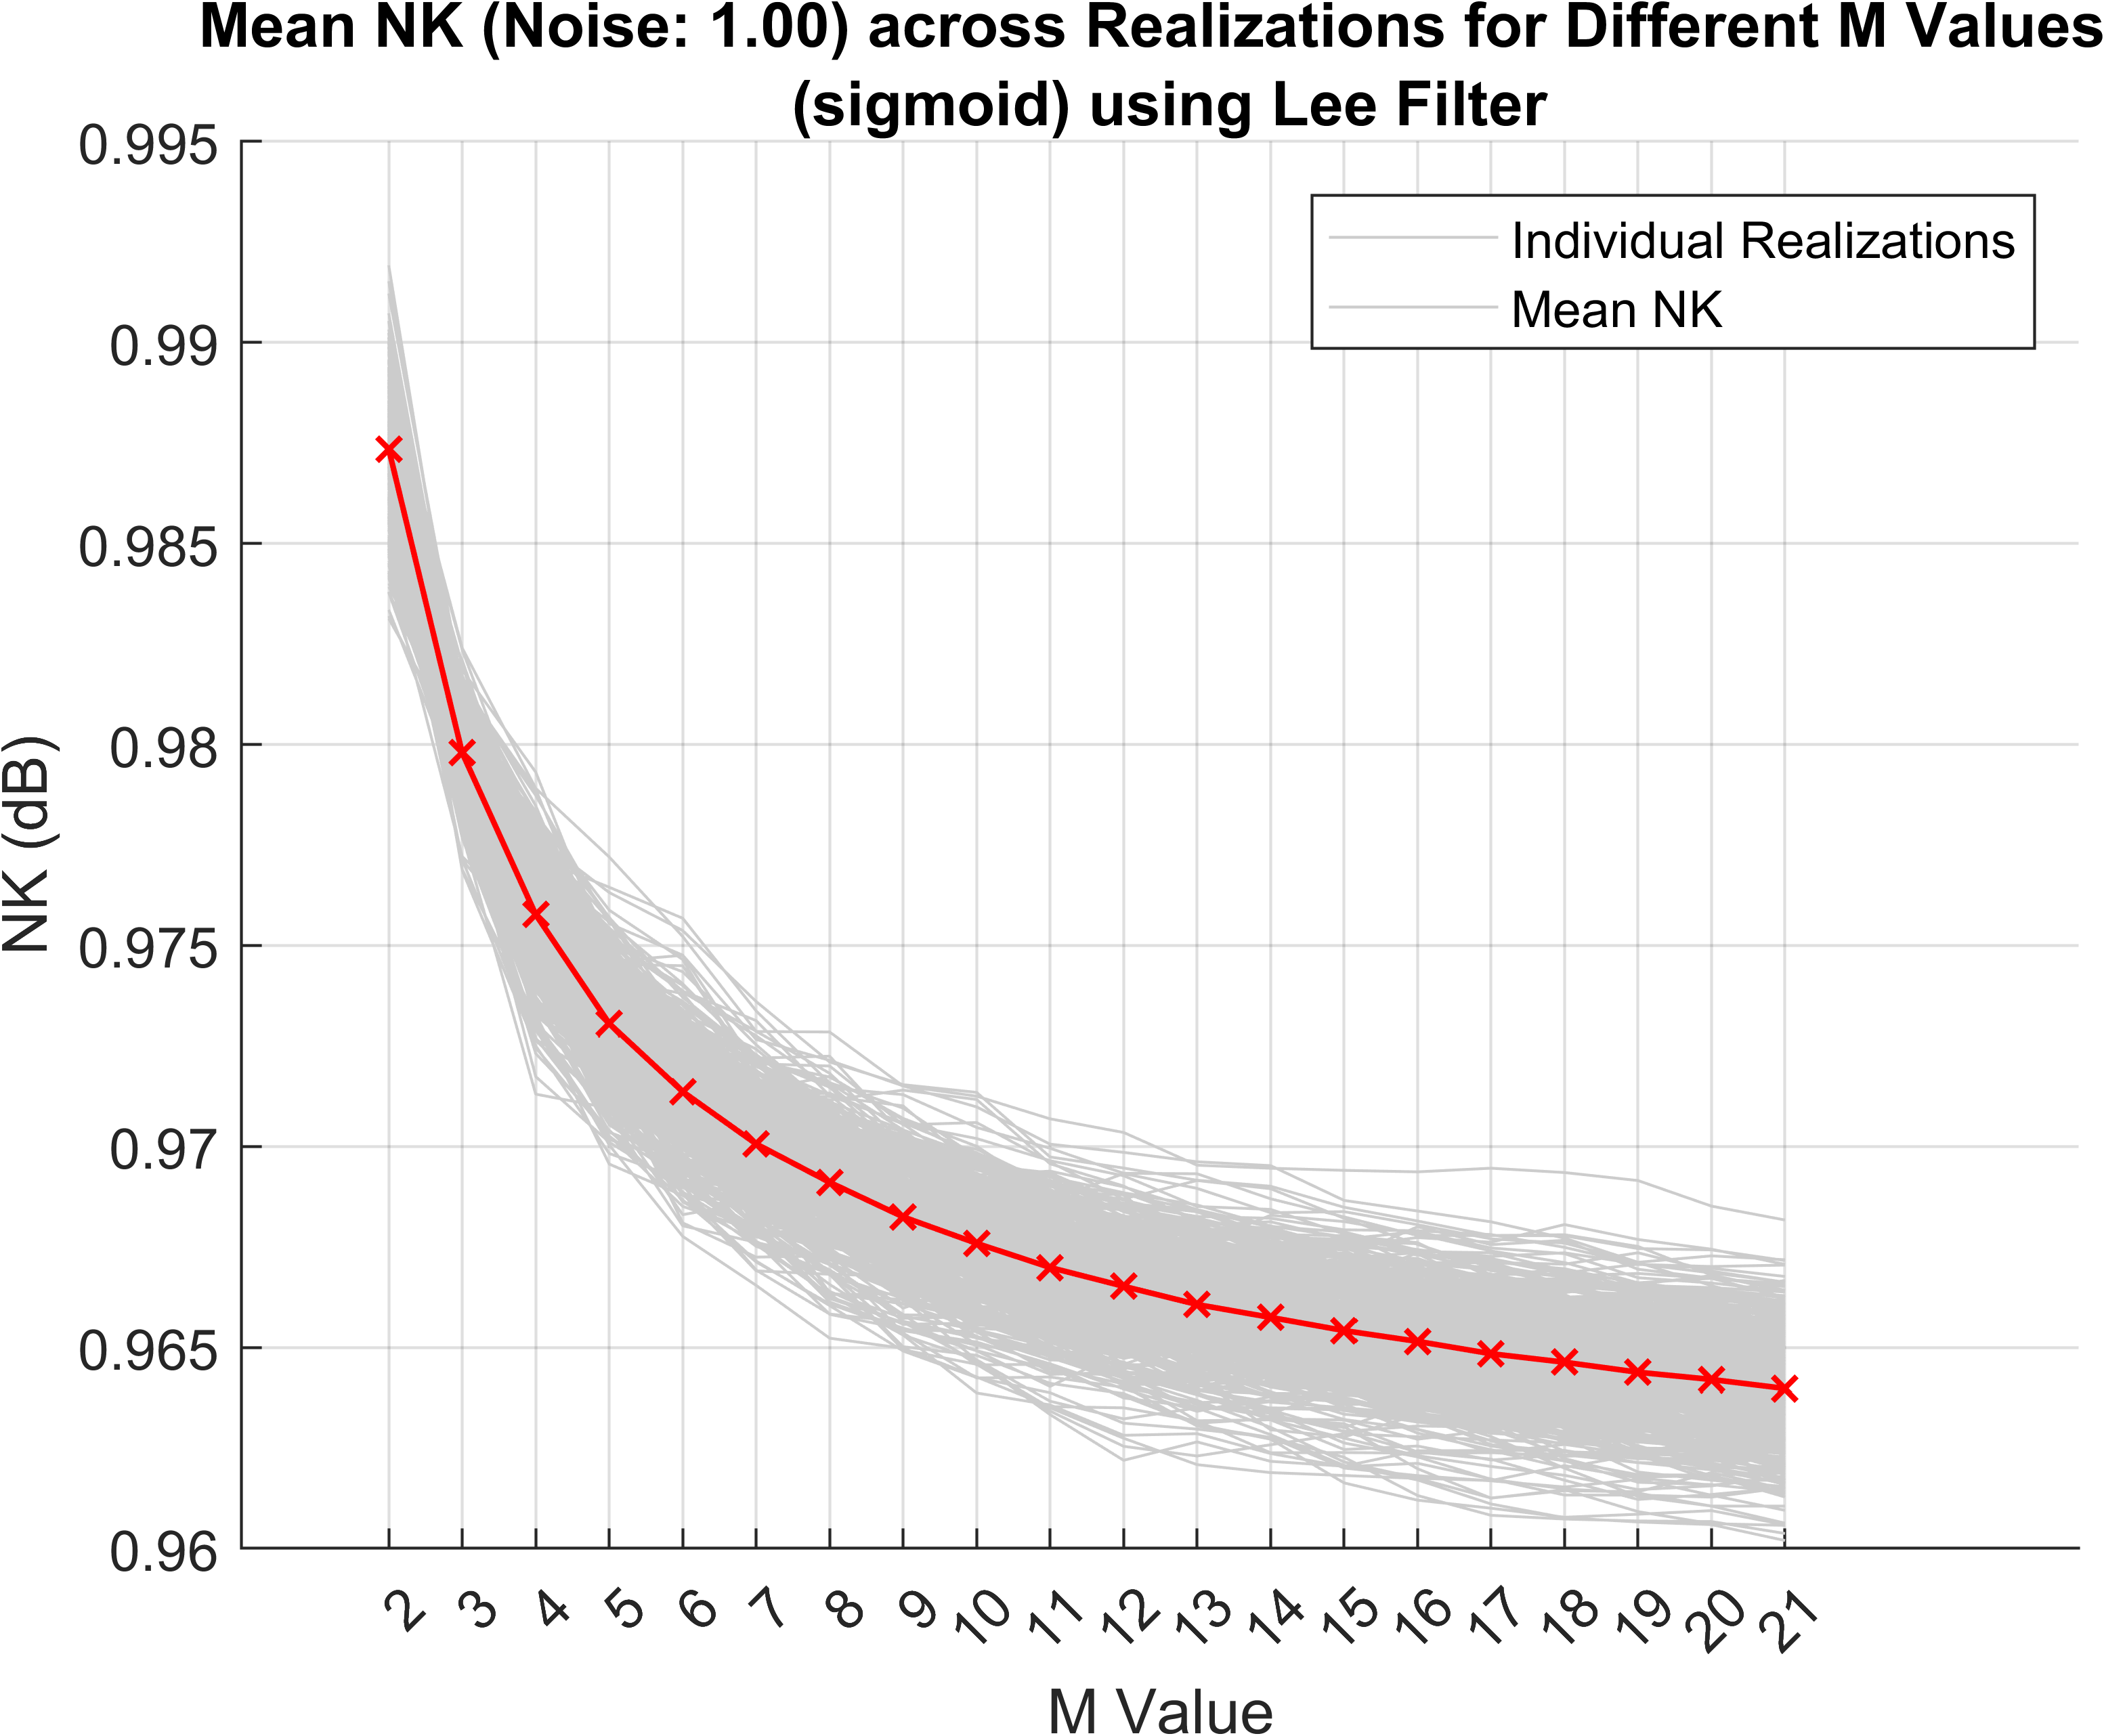 Mean NK (Noise: 1.00) across Realizations for Different M Values
(sigmoid) using Lee Filter
0.995
0.99
0.985
0.98
0.975
0.97
0.965
0.96
NK (dB)
Individual Realizations
Mean NK
2 3 4 5 6 7 8 9 10 11 12 13 14 15 16 17 18 19 20 21
M Value